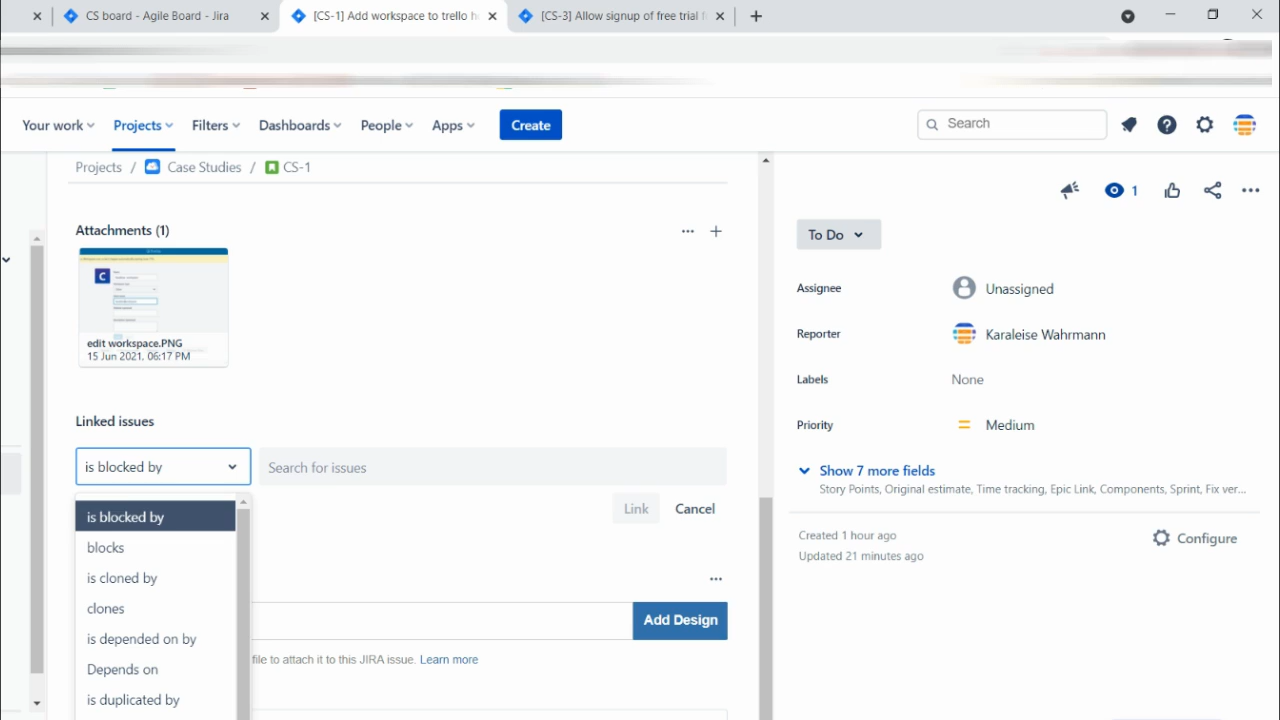 CS board - Agile Board - Jira
[CS-1] Add workspace to trello h
[CS-3] Allow signup of free trial f
Your work
Projects
Filters
Dashboards
People
Apps
Create
Search
Projects / Case Studies / CS-1
1
Attachments (1)
C
edit workspace.PNG
15 Jun 2021, 06:17 PM
Linked issues
is blocked by
Search for issues
Link
Cancel
is blocked by
blocks
is cloned by
clones
is depended on by
Depends on
is duplicated by
Add Design
file to attach it to this JIRA issue. Learn more
To Do
Assignee
Unassigned
Reporter
Karaleise Wahrmann
Labels
None
Priority
Medium
Show 7 more fields
Story Points, Original estimate, Time tracking, Epic Link, Components, Sprint, Fix ver...
Created 1 hour ago
Updated 21 minutes ago
Configure